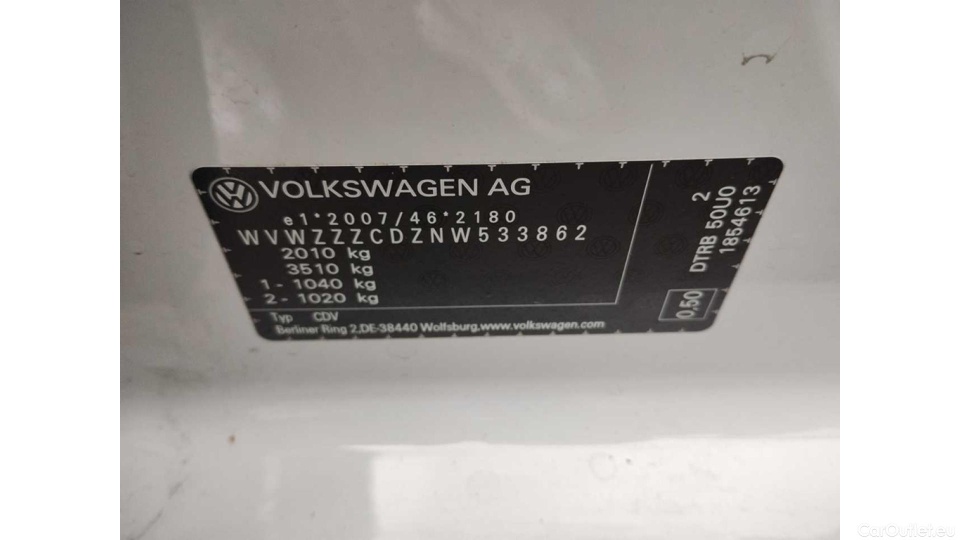 VOLKSWAGEN AG
e1*2007/46*2180
WVWZZZCDZNW533862
2010 kg
3510 kg
1 - 1040 kg
2 - 1020 kg
Typ CDV
Berliner Ring 2,DE-38440 Wolfsburg,www.volkswagen.com
2
DTRB 50U0
1854613
0,50
CarOutlet.eu